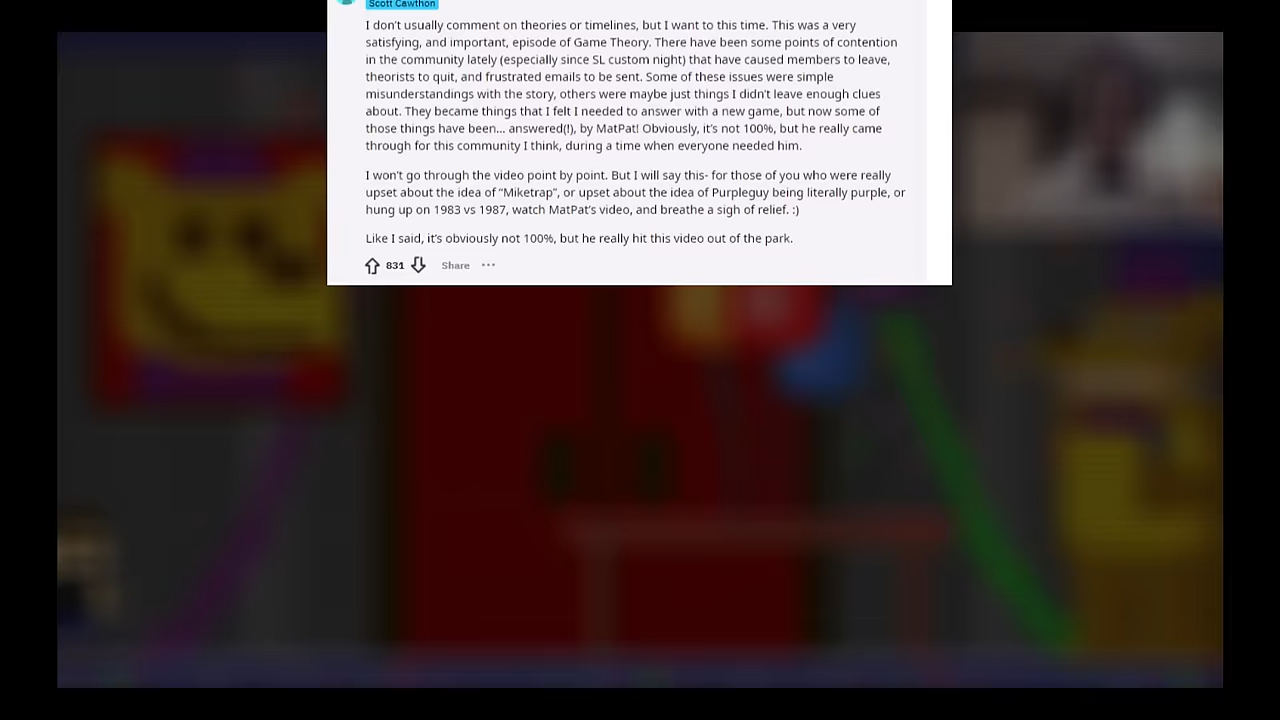 Scott Cawthon
I don't usually comment on theories or timelines, but I want to this time. This was a very
satisfying, and important, episode of Game Theory. There have been some points of contention
in the community lately (especially since SL custom night) that have caused members to leave,
theorists to quit, and frustrated emails to be sent. Some of these issues were simple
misunderstandings with the story, others were maybe just things I didn't leave enough clues
about. They became things that I felt I needed to answer with a new game, but now some of
those things have been... answered(!), by MatPat! Obviously, it's not 100%, but he really came
through for this community I think, during a time when everyone needed him.
I won't go through the video point by point. But I will say this- for those of you who were really
upset about the idea of “Miketrap”, or upset about the idea of Purpleguy being literally purple, or
hung up on 1983 vs 1987, watch MatPat's video, and breathe a sigh of relief. :)
Like I said, it's obviously not 100%, but he really hit this video out of the park.
831 Share ···